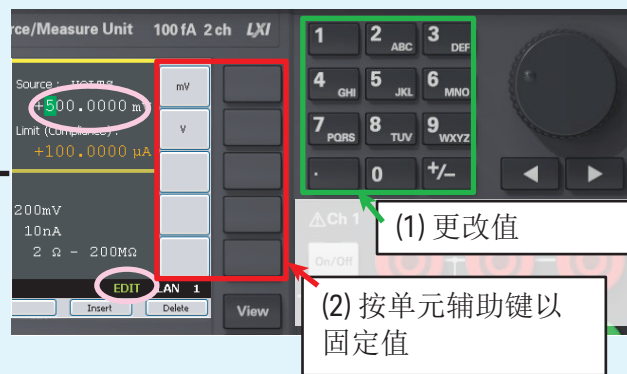 rce/Measure Unit 100 fA 2 ch LXI
Source :
+500.0000 m
Limit (Compliance) :
+100.0000 μA
mV
V
200mV
10nA
2 Ω - 200MΩ
EDIT LAN 1
Insert Delete
View
1 2 ABC 3 DEF
4 GHI 5 JKL 6 MNO
7 PQRS 8 TUV 9 WXYZ
. 0 +/-
Ch 1
On/Off
(1) 更改值
(2) 按单元辅助键以
固定值